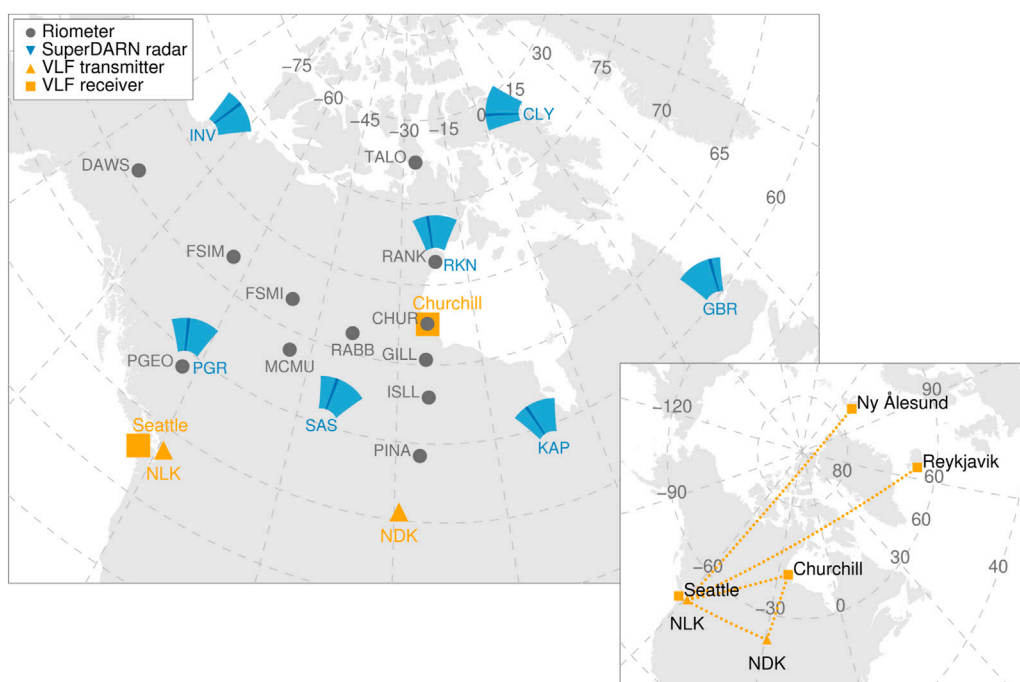 Riometer
SuperDARN radar
VLF transmitter
VLF receiver
30
75
−75
15
−60
70
INV
−45
−30
−15
0
CLY
DAWS
TALO
65
60
FSIM
RANK
RKN
FSMI
Churchill
GBR
CHUR
RABB
PGEO
PGR
MCMU
GILL
ISLL
SAS
Seattle
KAP
NLK
PINA
NDK
90
−120
Ny Ålesund
80
Reykjavik
60
−90
60
30
−60
Churchill
40
Seattle
−30
0
NLK
NDK